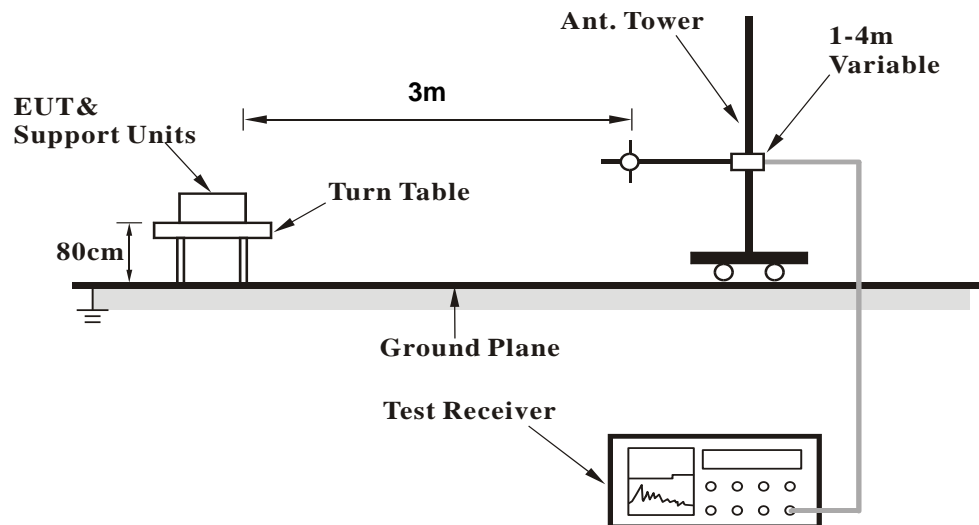 Ant. Tower
1-4m
Variable
3m
EUT&
Support Units
Turn Table
80cm
Ground Plane
Test Receiver